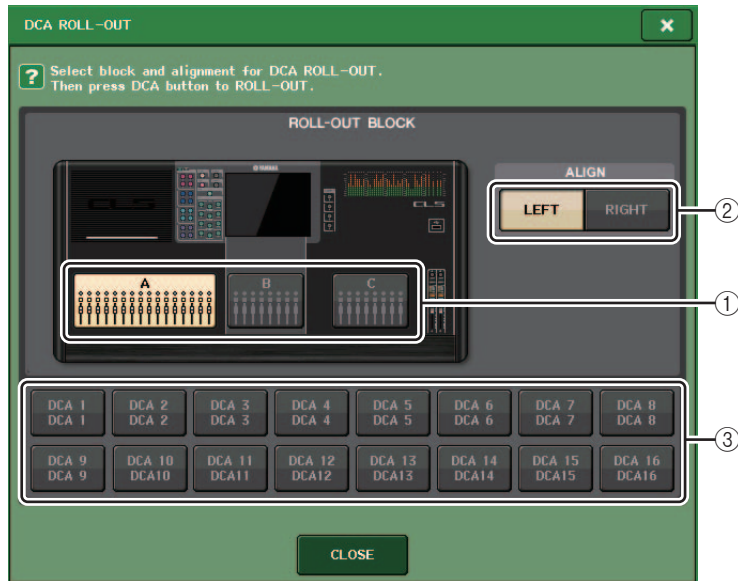 DCA ROLL-OUT
?
Select block and alignment for DCA ROLL-OUT.
Then press DCA button to ROLL-OUT.
ROLL-OUT BLOCK
YAMAHA
CL5
CL5
ALIGN
LEFT RIGHT
②
A B C
①
DCA 1 DCA 2 DCA 3 DCA 4 DCA 5 DCA 6 DCA 7 DCA 8
DCA 1 DCA 2 DCA 3 DCA 4 DCA 5 DCA 6 DCA 7 DCA 8
③
DCA 9 DCA 10 DCA 11 DCA 12 DCA 13 DCA 14 DCA 15 DCA 16
DCA 9 DCA10 DCA11 DCA12 DCA13 DCA14 DCA15 DCA16
CLOSE